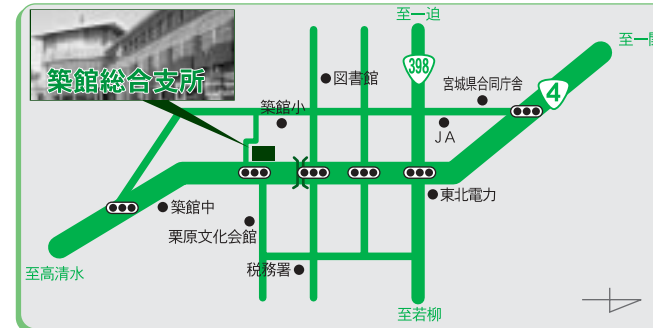 至一迫
398
至一関
築館総合支所
図書館
宮城県合同庁舎
4
築館小
JA
東北電力
築館中
栗原文化会館
税務署
至高清水
至若柳